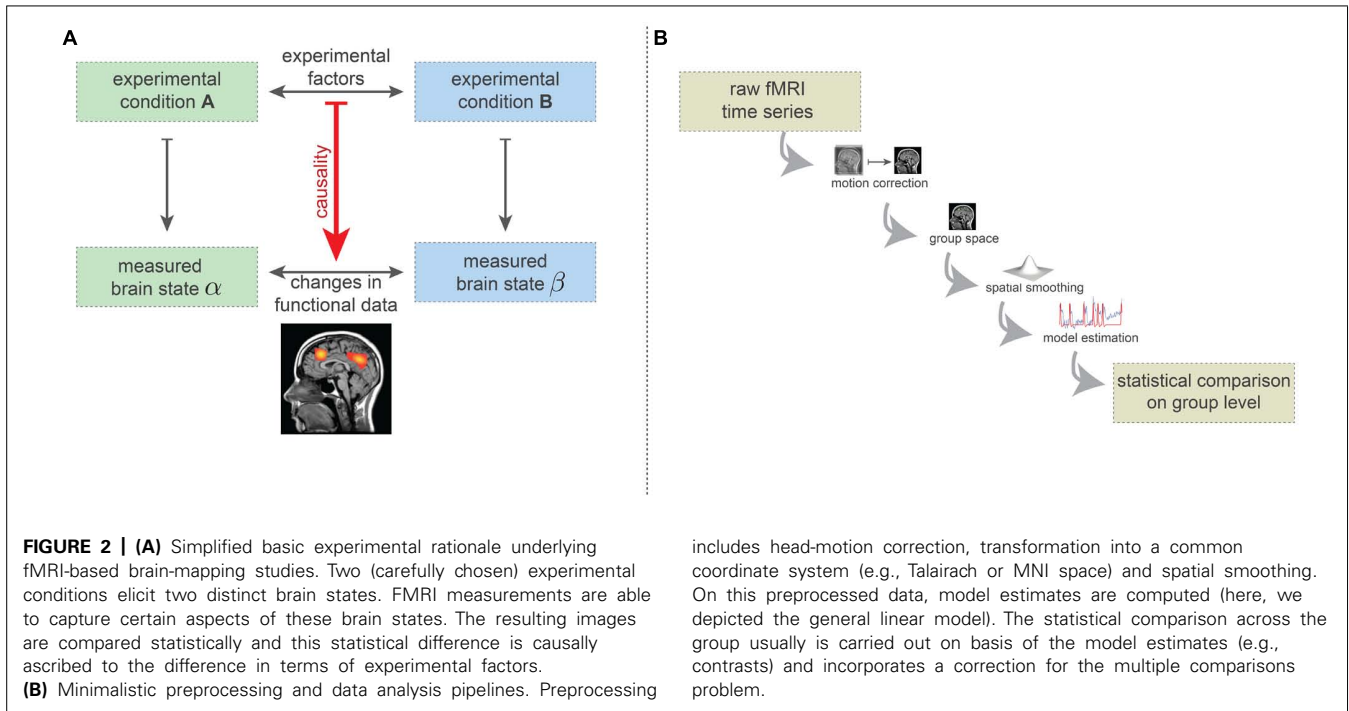 A
experimental
factors
experimental
condition A
experimental
condition B
causality
measured
brain state α
measured
brain state β
changes in
functional data
B
raw fMRI
time series
motion correction
group space
spatial smoothing
model estimation
statistical comparison
on group level
FIGURE 2 | (A) Simplified basic experimental rationale underlying
fMRI-based brain-mapping studies. Two (carefully chosen) experimental
conditions elicit two distinct brain states. FMRI measurements are able
to capture certain aspects of these brain states. The resulting images
are compared statistically and this statistical difference is causally
ascribed to the difference in terms of experimental factors.
(B) Minimalistic preprocessing and data analysis pipelines. Preprocessing
includes head-motion correction, transformation into a common
coordinate system (e.g., Talairach or MNI space) and spatial smoothing.
On this preprocessed data, model estimates are computed (here, we
depicted the general linear model). The statistical comparison across the
group usually is carried out on basis of the model estimates (e.g.,
contrasts) and incorporates a correction for the multiple comparisons
problem.